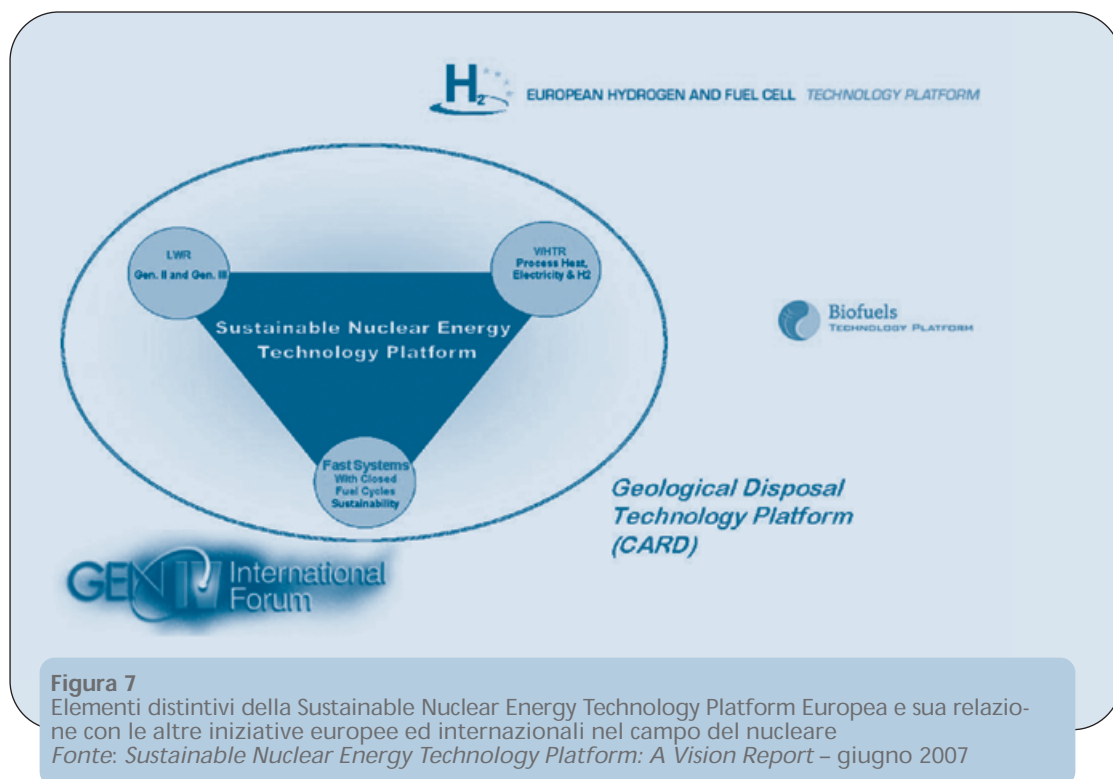 H2 EUROPEAN HYDROGEN AND FUEL CELL TECHNOLOGY PLATFORM
LWR
Gen. II and Gen. III
WHTR
Process Heat,
Electricity & H2
Sustainable Nuclear Energy
Technology Platform
Biofuels
TECHNOLOGY PLATFORM
Fast Systems
With Closed
Fuel Cycles
Sustainability
Geological Disposal
Technology Platform
(CARD)
GEN IV International
Forum
Figura 7
Elementi distintivi della Sustainable Nuclear Energy Technology Platform Europea e sua relazio-
ne con le altre iniziative europee ed internazionali nel campo del nucleare
Fonte: Sustainable Nuclear Energy Technology Platform: A Vision Report – giugno 2007